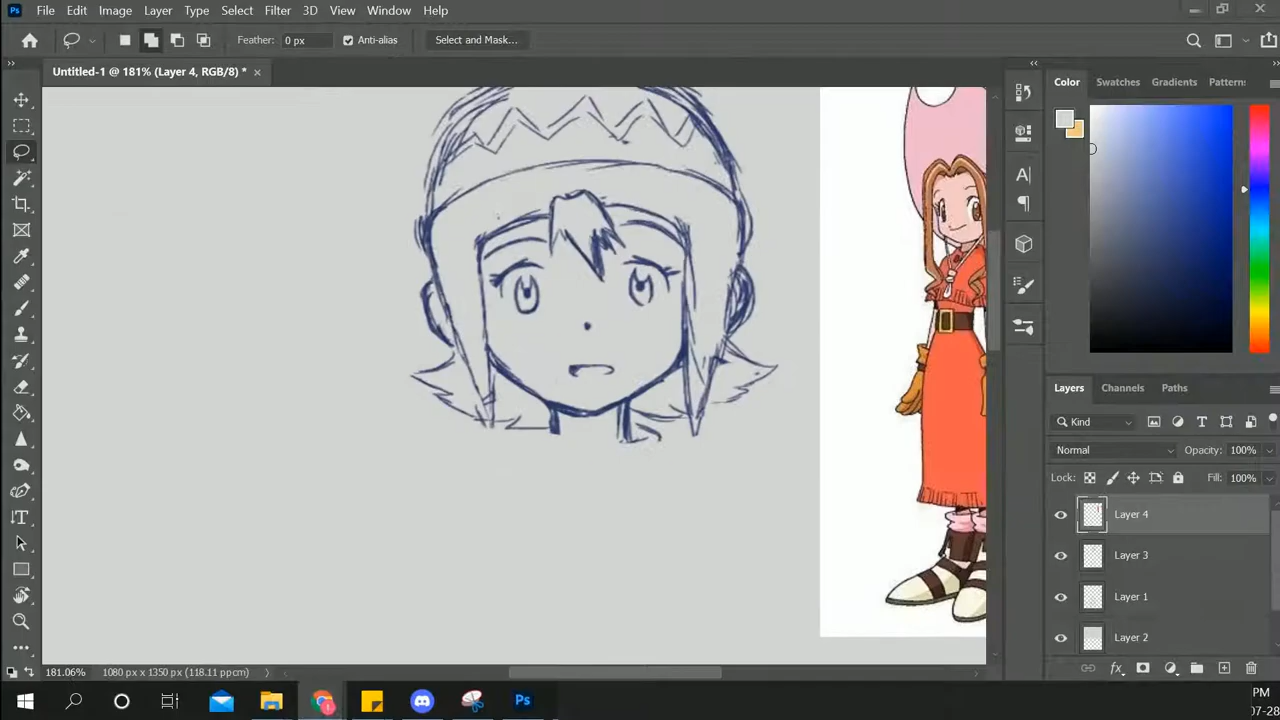 Ps File Edit Image Layer Type Select Filter 3D View Window Help
Feather: 0 px Anti-alias Select and Mask...
Untitled-1 @ 181% (Layer 4, RGB/8) *
Color Swatches Gradients Pattern:
Layers Channels Paths
Kind
Normal Opacity: 100%
Lock: Fill: 100%
Layer 4
Layer 3
Layer 1
Layer 2
181.06% 1080 px x 1350 px (118.11 ppcm)
fx
Ps PM
07-28